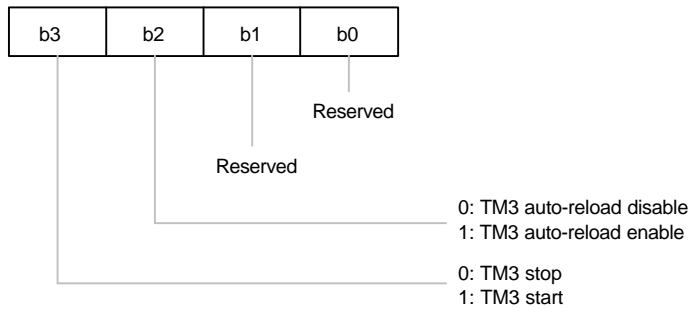 b3 b2 b1 b0
Reserved
Reserved
0: TM3 auto-reload disable
1: TM3 auto-reload enable
0: TM3 stop
1: TM3 start